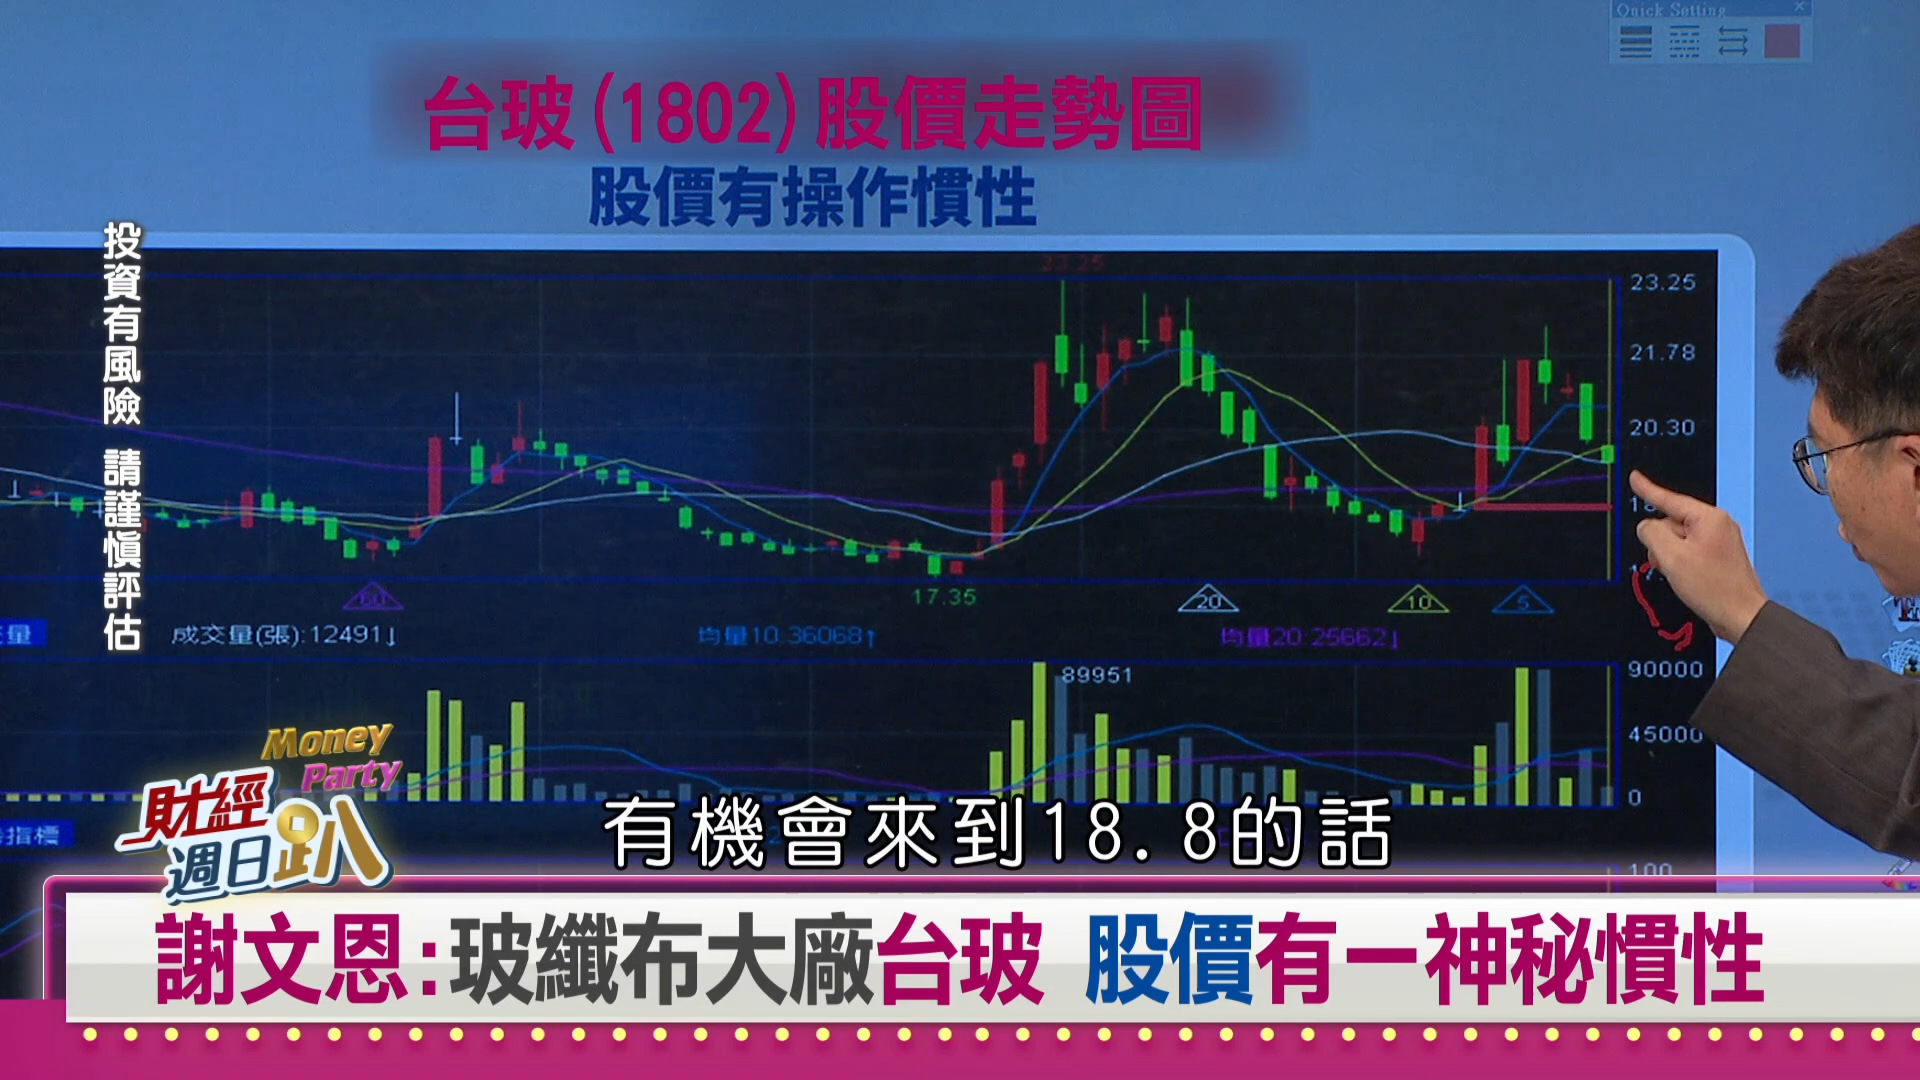 Quick Setting
台玻(1802)股價走勢圖
股價有操作慣性
投資有風險 請謹慎評估
23.25
23.25
21.78
20.30
17.35
60
20
10
5
成交量(張):12491↓
均量10:36068↑
均量20:25662↓
89951
90000
45000
0
100
Money
Party
財經
週日趴
有機會來到18.8的話
謝文恩:玻纖布大廠台玻 股價有一神秘慣性